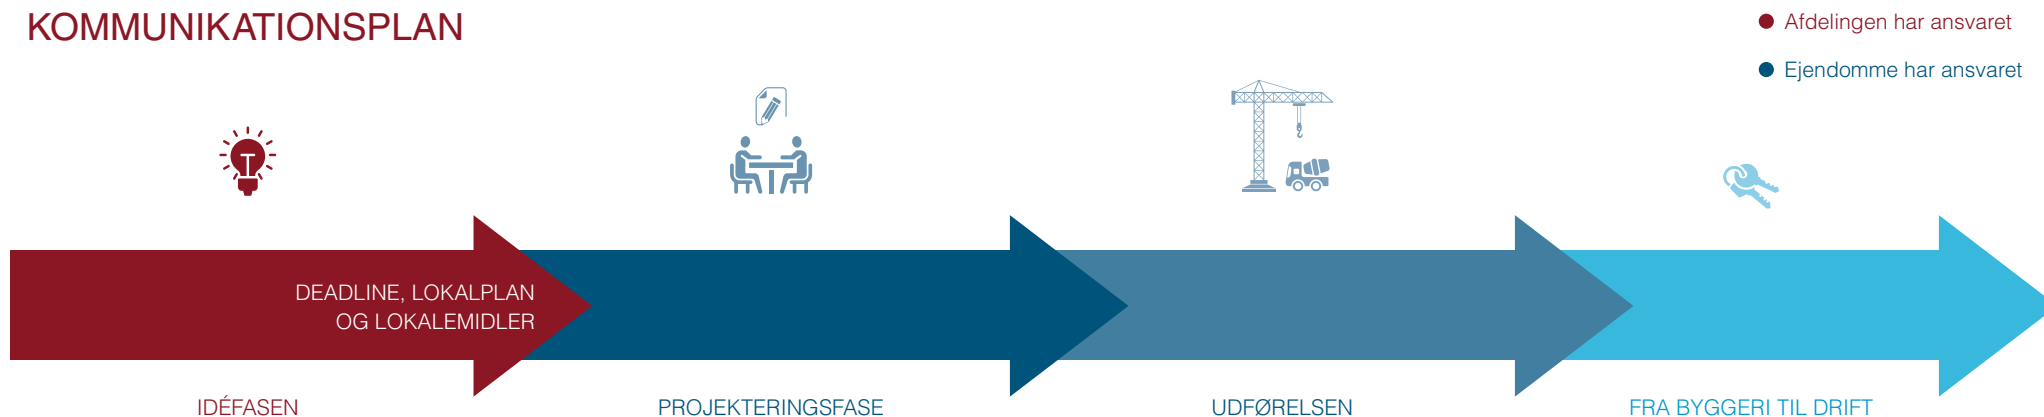 KOMMUNIKATIONSPLAN
Afdelingen har ansvaret
Ejendomme har ansvaret
DEADLINE, LOKALPLAN
OG LOKALEMIDLER
IDÉFASEN
PROJEKTERINGSFASE
UDFØRELSEN
FRA BYGGERI TIL DRIFT